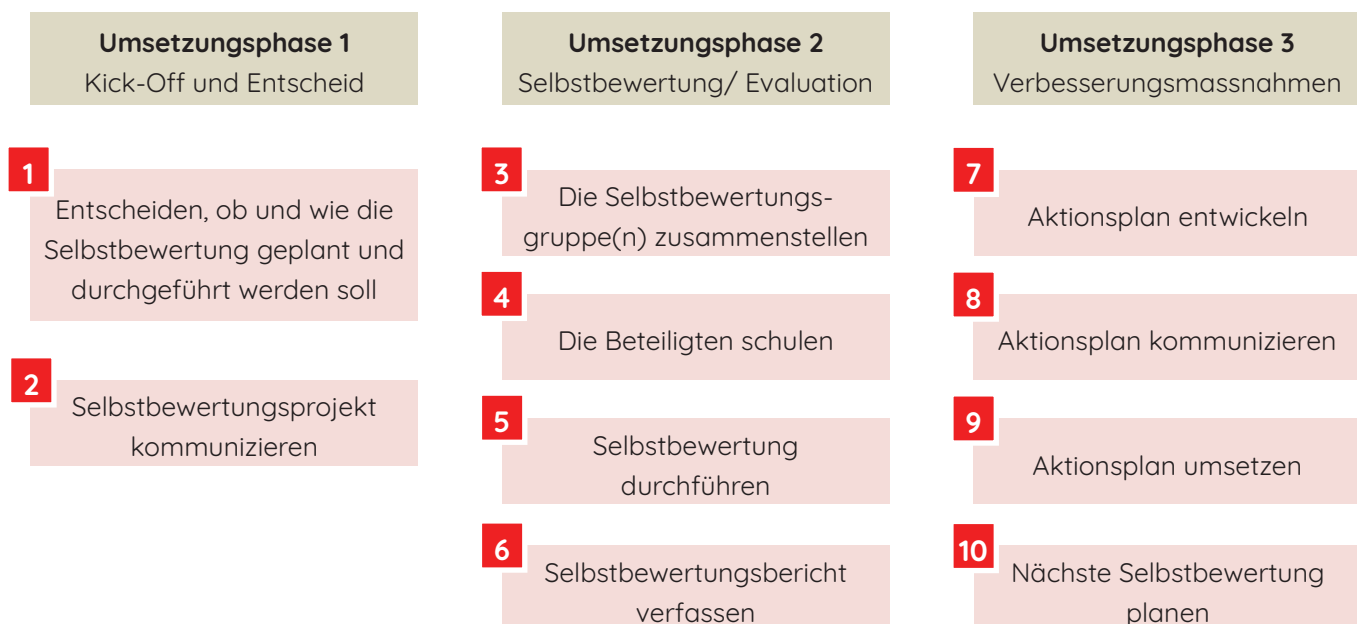 Umsetzungsphase 1
Kick-Off und Entscheid
1
Entscheiden, ob und wie die
Selbstbewertung geplant und
durchgeführt werden soll
2
Selbstbewertungsprojekt
kommunizieren
Umsetzungsphase 2
Selbstbewertung/ Evaluation
3
Die Selbstbewertungs-
gruppe(n) zusammenstellen
4
Die Beteiligten schulen
5
Selbstbewertung
durchführen
6
Selbstbewertungsbericht
verfassen
Umsetzungsphase 3
Verbesserungsmassnahmen
7
Aktionsplan entwickeln
8
Aktionsplan kommunizieren
9
Aktionsplan umsetzen
10
Nächste Selbstbewertung
planen